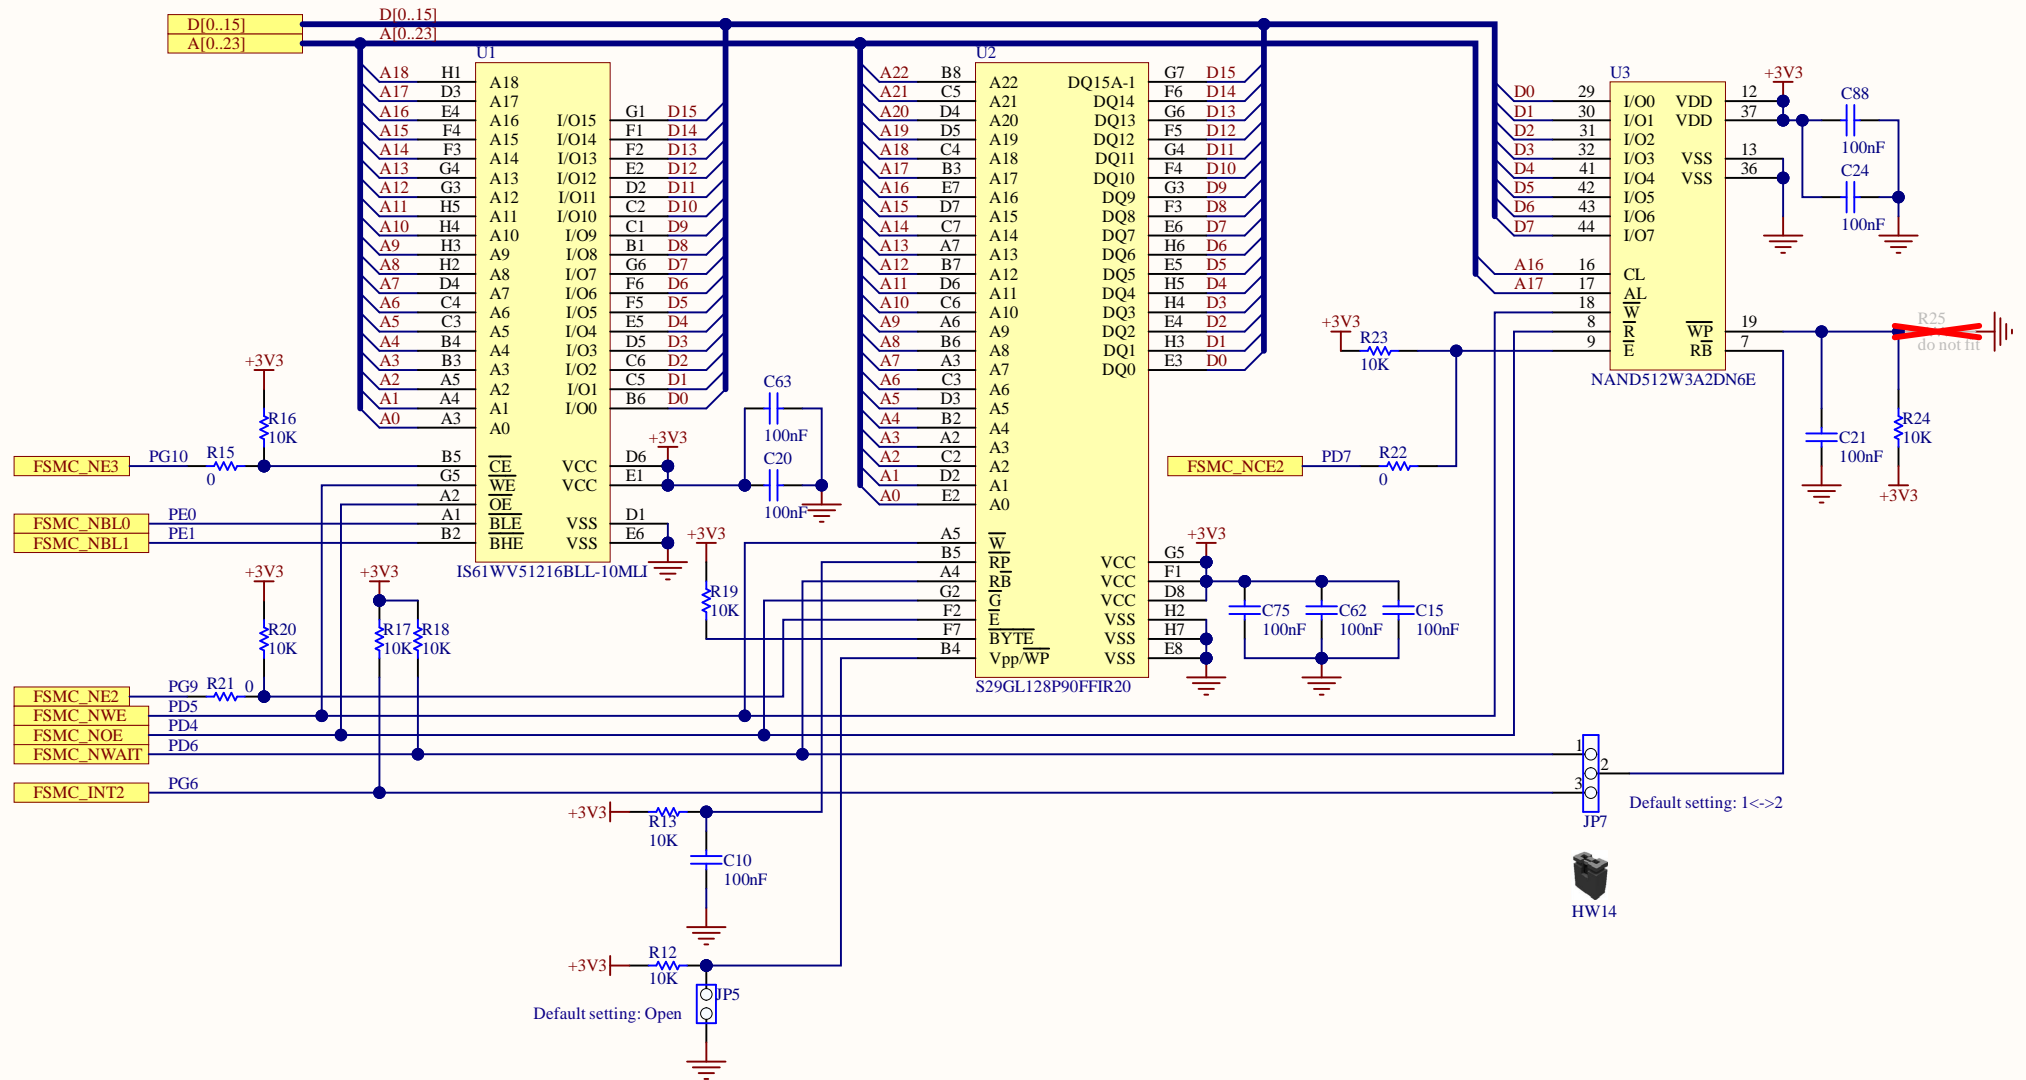 D[0..15] D[0..15]
A[0..23] A[0..23]
U1
A18 H1 A18
A17 D3 A17
A16 E4 A16
A15 F4 A15
A14 F3 A14
A13 G4 A13
A12 G3 A12
A11 H5 A11
A10 H4 A10
A9 H3 A9
A8 H2 A8
A7 D4 A7
A6 C4 A6
A5 C3 A5
A4 B4 A4
A3 B3 A3
A2 A5 A2
A1 A4 A1
A0 A3 A0
I/O15 G1 D15
I/O14 F1 D14
I/O13 F2 D13
I/O12 E2 D12
I/O11 D2 D11
I/O10 C2 D10
I/O9 C1 D9
I/O8 B1 D8
I/O7 G6 D7
I/O6 F6 D6
I/O5 F5 D5
I/O4 E5 D4
I/O3 D5 D3
I/O2 C6 D2
I/O1 C5 D1
I/O0 B6 D0
B5 CE
G5 WE
A2 OE
A1 BLE
B2 BHE
VCC D6
VCC E1
VSS D1
VSS E6
IS61WV51216BLL-10MLI
+3V3
C63
100nF
C20
100nF
+3V3
R16
10K
FSMC_NE3 PG10 R15
0
FSMC_NBL0 PE0
FSMC_NBL1 PE1
+3V3
R20
10K
+3V3
R17
10K
R18
10K
FSMC_NE2 PG9 R21 0
FSMC_NWE PD5
FSMC_NOE PD4
FSMC_NWAIT PD6
FSMC_INT2 PG6
U2
A22 B8 A22
A21 C5 A21
A20 D4 A20
A19 D5 A19
A18 C4 A18
A17 B3 A17
A16 E7 A16
A15 D7 A15
A14 C7 A14
A13 A7 A13
A12 B7 A12
A11 D6 A11
A10 C6 A10
A9 A6 A9
A8 B6 A8
A7 A3 A7
A6 C3 A6
A5 D3 A5
A4 B2 A4
A3 A2 A3
A2 C2 A2
A1 D2 A1
A0 E2 A0
DQ15A-1 G7 D15
DQ14 F6 D14
DQ13 G6 D13
DQ12 F5 D12
DQ11 G4 D11
DQ10 F4 D10
DQ9 G3 D9
DQ8 F3 D8
DQ7 E6 D7
DQ6 H6 D6
DQ5 E5 D5
DQ4 H5 D4
DQ3 H4 D3
DQ2 E4 D2
DQ1 H3 D1
DQ0 E3 D0
A5 W
B5 RP
A4 RB
G2 G
F2 E
F7 BYTE
B4 Vpp/WP
VCC G5
VCC F1
VCC D8
VSS H2
VSS H7
VSS E8
S29GL128P90FFIR20
+3V3
R19
10K
+3V3
C75
100nF
C62
100nF
C15
100nF
U3
D0 29 I/O0
D1 30 I/O1
D2 31 I/O2
D3 32 I/O3
D4 41 I/O4
D5 42 I/O5
D6 43 I/O6
D7 44 I/O7
A16 16 CL
A17 17 AL
18 W
8 R
9 E
VDD 12
VDD 37
VSS 13
VSS 36
WP 19
RB 7
NAND512W3A2DN6E
+3V3
C88
100nF
C24
100nF
+3V3
R23
10K
FSMC_NCE2 PD7 R22
0
R25
do not fit
C21
100nF
R24
10K
+3V3
1
2
3
JP7
Default setting: 1<->2
HW14
+3V3
R13
10K
C10
100nF
+3V3
R12
10K
JP5
Default setting: Open